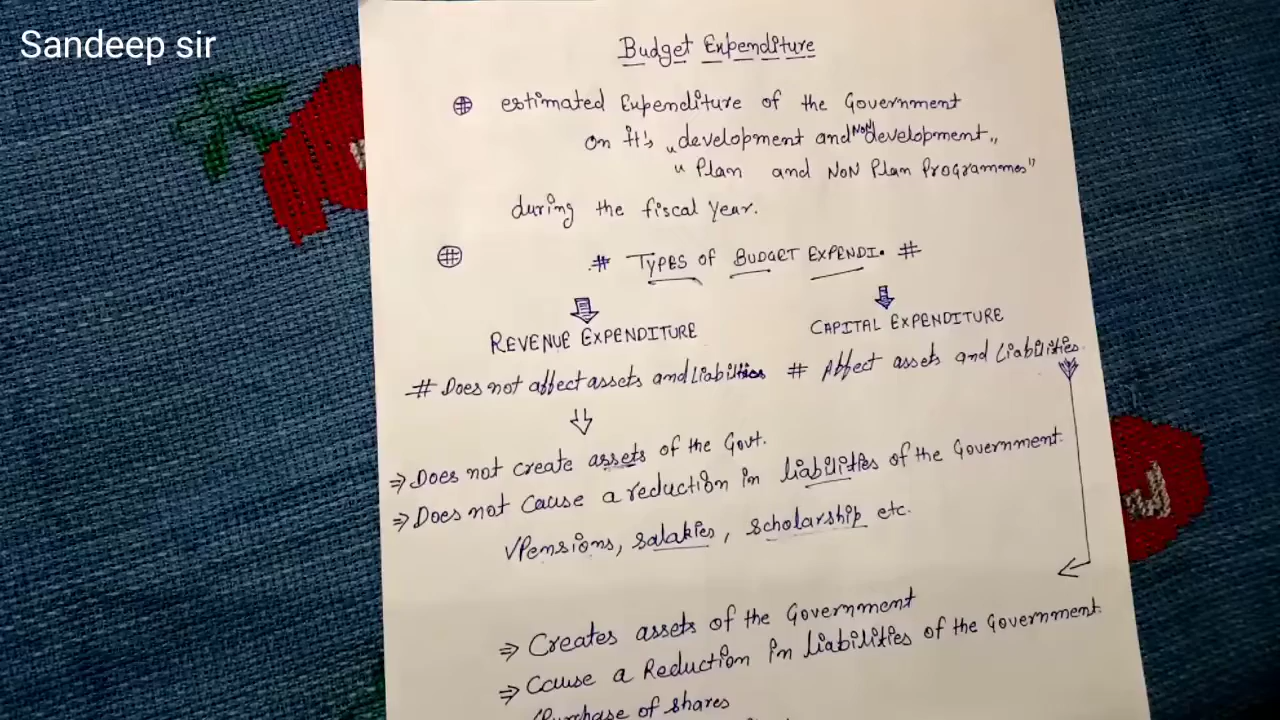 Sandeep sir
Budget Expenditure
estimated Expenditure of the Government
on it's „development and Non development„
" Plan and NoN Plan Programmes"
during the fiscal year.
# TYPES of BUDGET EXPENDI. #
REVENUE EXPENDITURE
CAPITAL EXPENDITURE
# Does not affect assets and Liabilities
# Affect assets and Liabilities.
⇒ Does not create assets of the Govt.
⇒ Does not cause a reduction in liabilities of the Government.
Pensions, Salaries, Scholarship etc.
⇒ Creates assets of the Government
⇒ Cause a Reduction in liabilities of the Government.
Purchase of shares